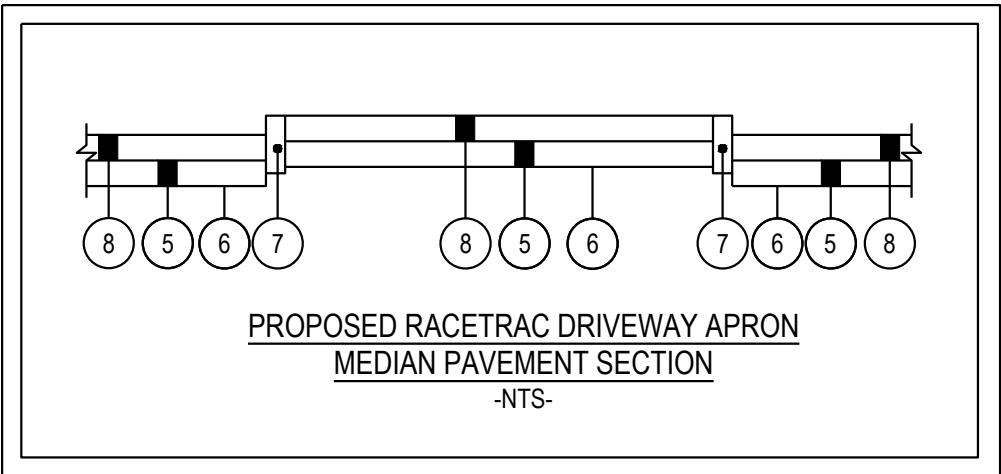 8 5 6 7 8 5 6 7 6 5 8
PROPOSED RACETRAC DRIVEWAY APRON
MEDIAN PAVEMENT SECTION
-NTS-